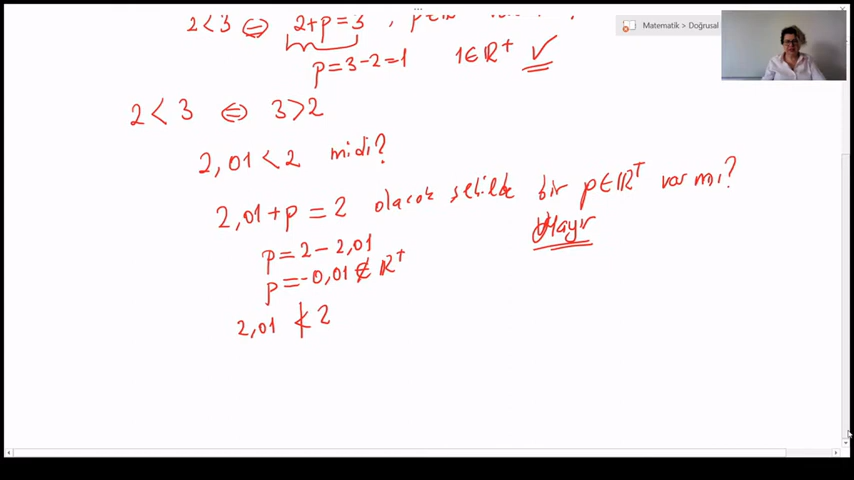 2<3 ⇔ 2+p=3 ,
Matematik > Doğrusal
p=3-2=1 1∈ℝ⁺ ✓
2<3 ⇔ 3>2
2,01<2 midi?
2,01+p=2 olacak şekilde bir p∈ℝ⁺ var mı?
Hayır
p=2-2,01
p=-0,01∉ℝ⁺
2,01 ≮ 2